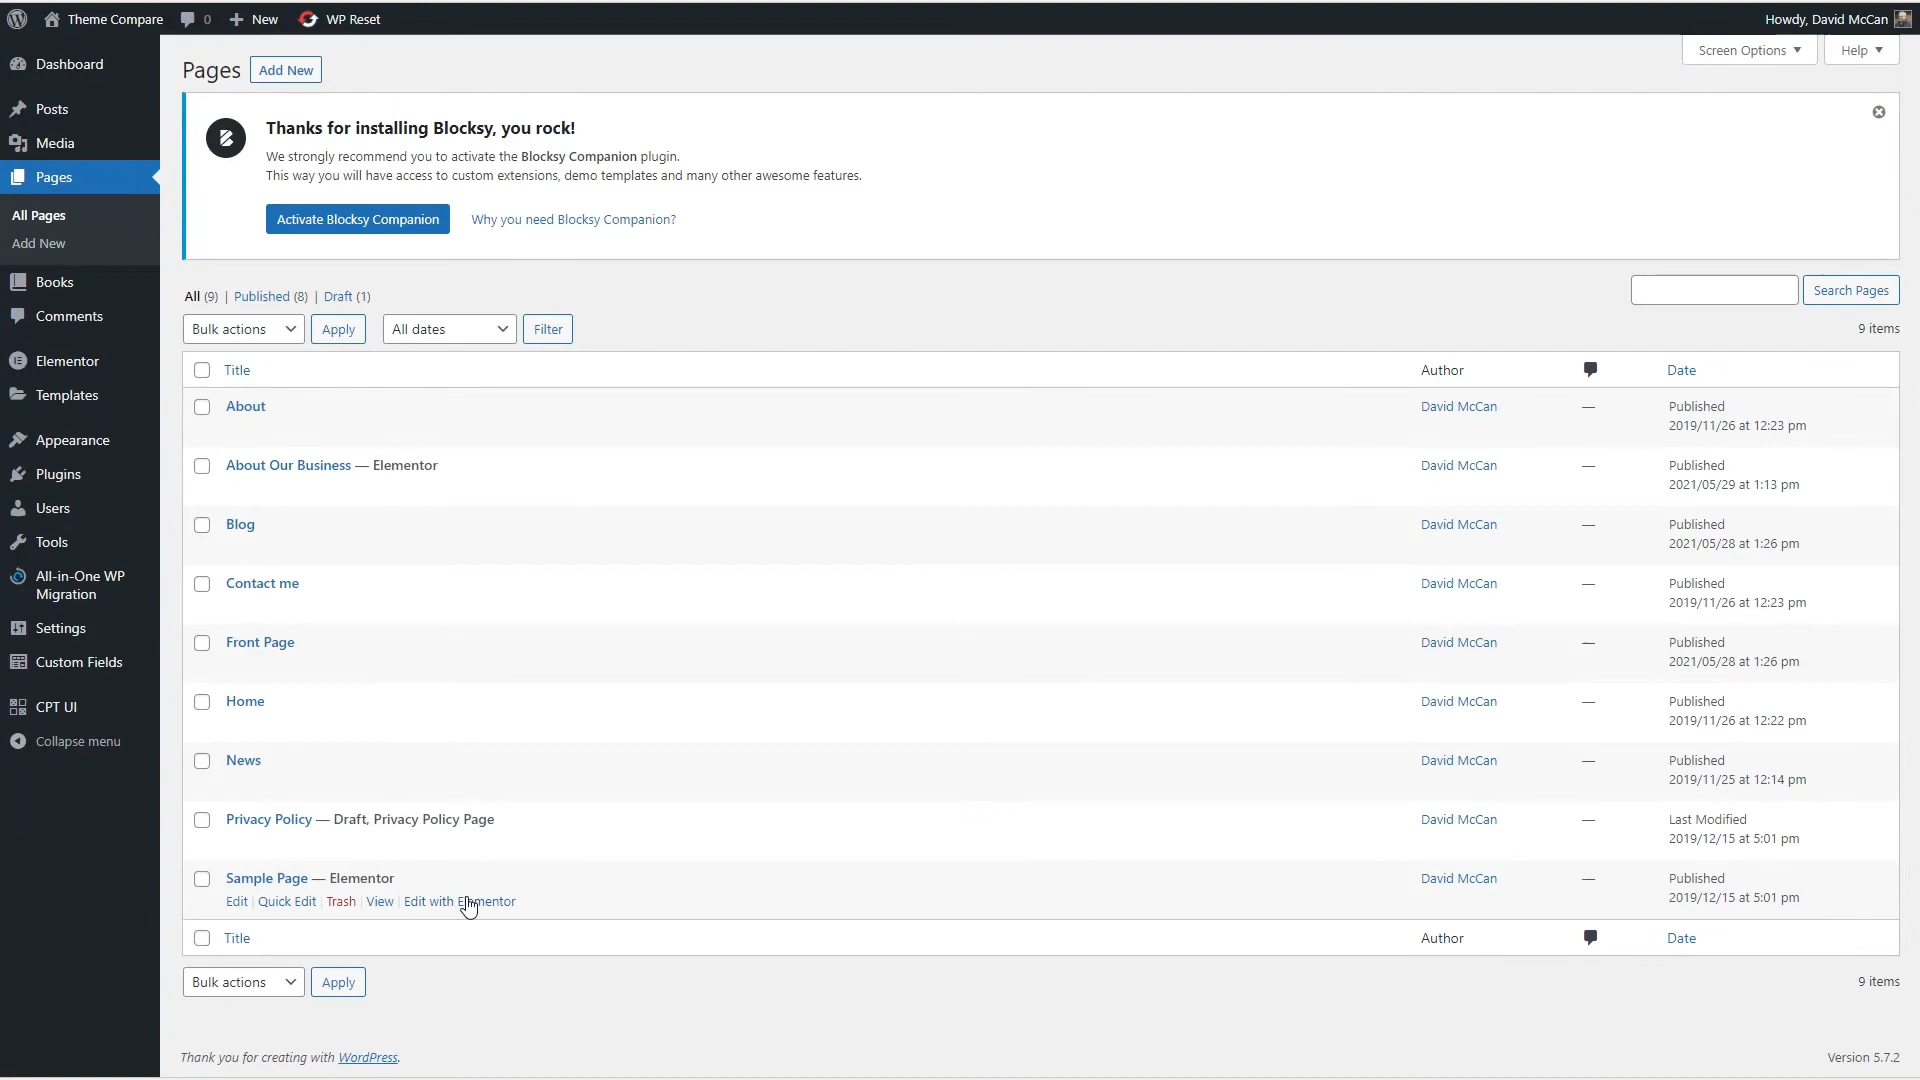 Theme Compare 0 New WP Reset Howdy, David McCan
Screen Options Help
Dashboard
Posts
Media
Pages
All Pages
Add New
Books
Comments
Elementor
Templates
Appearance
Plugins
Users
Tools
All-in-One WP
Migration
Settings
Custom Fields
CPT UI
Collapse menu
Pages Add New
Thanks for installing Blocksy, you rock!
We strongly recommend you to activate the Blocksy Companion plugin.
This way you will have access to custom extensions, demo templates and many other awesome features.
Activate Blocksy Companion Why you need Blocksy Companion?
All (9) | Published (8) | Draft (1)
Search Pages
Bulk actions Apply All dates Filter 9 items
Title Author Date
About David McCan — Published
2019/11/26 at 12:23 pm
About Our Business — Elementor David McCan — Published
2021/05/29 at 1:13 pm
Blog David McCan — Published
2021/05/28 at 1:26 pm
Contact me David McCan — Published
2019/11/26 at 12:23 pm
Front Page David McCan — Published
2021/05/28 at 1:26 pm
Home David McCan — Published
2019/11/26 at 12:22 pm
News David McCan — Published
2019/11/25 at 12:14 pm
Privacy Policy — Draft, Privacy Policy Page David McCan — Last Modified
2019/12/15 at 5:01 pm
Sample Page — Elementor David McCan — Published
Edit | Quick Edit | Trash | View | Edit with Elementor 2019/12/15 at 5:01 pm
Title Author Date
Bulk actions Apply 9 items
Thank you for creating with WordPress. Version 5.7.2